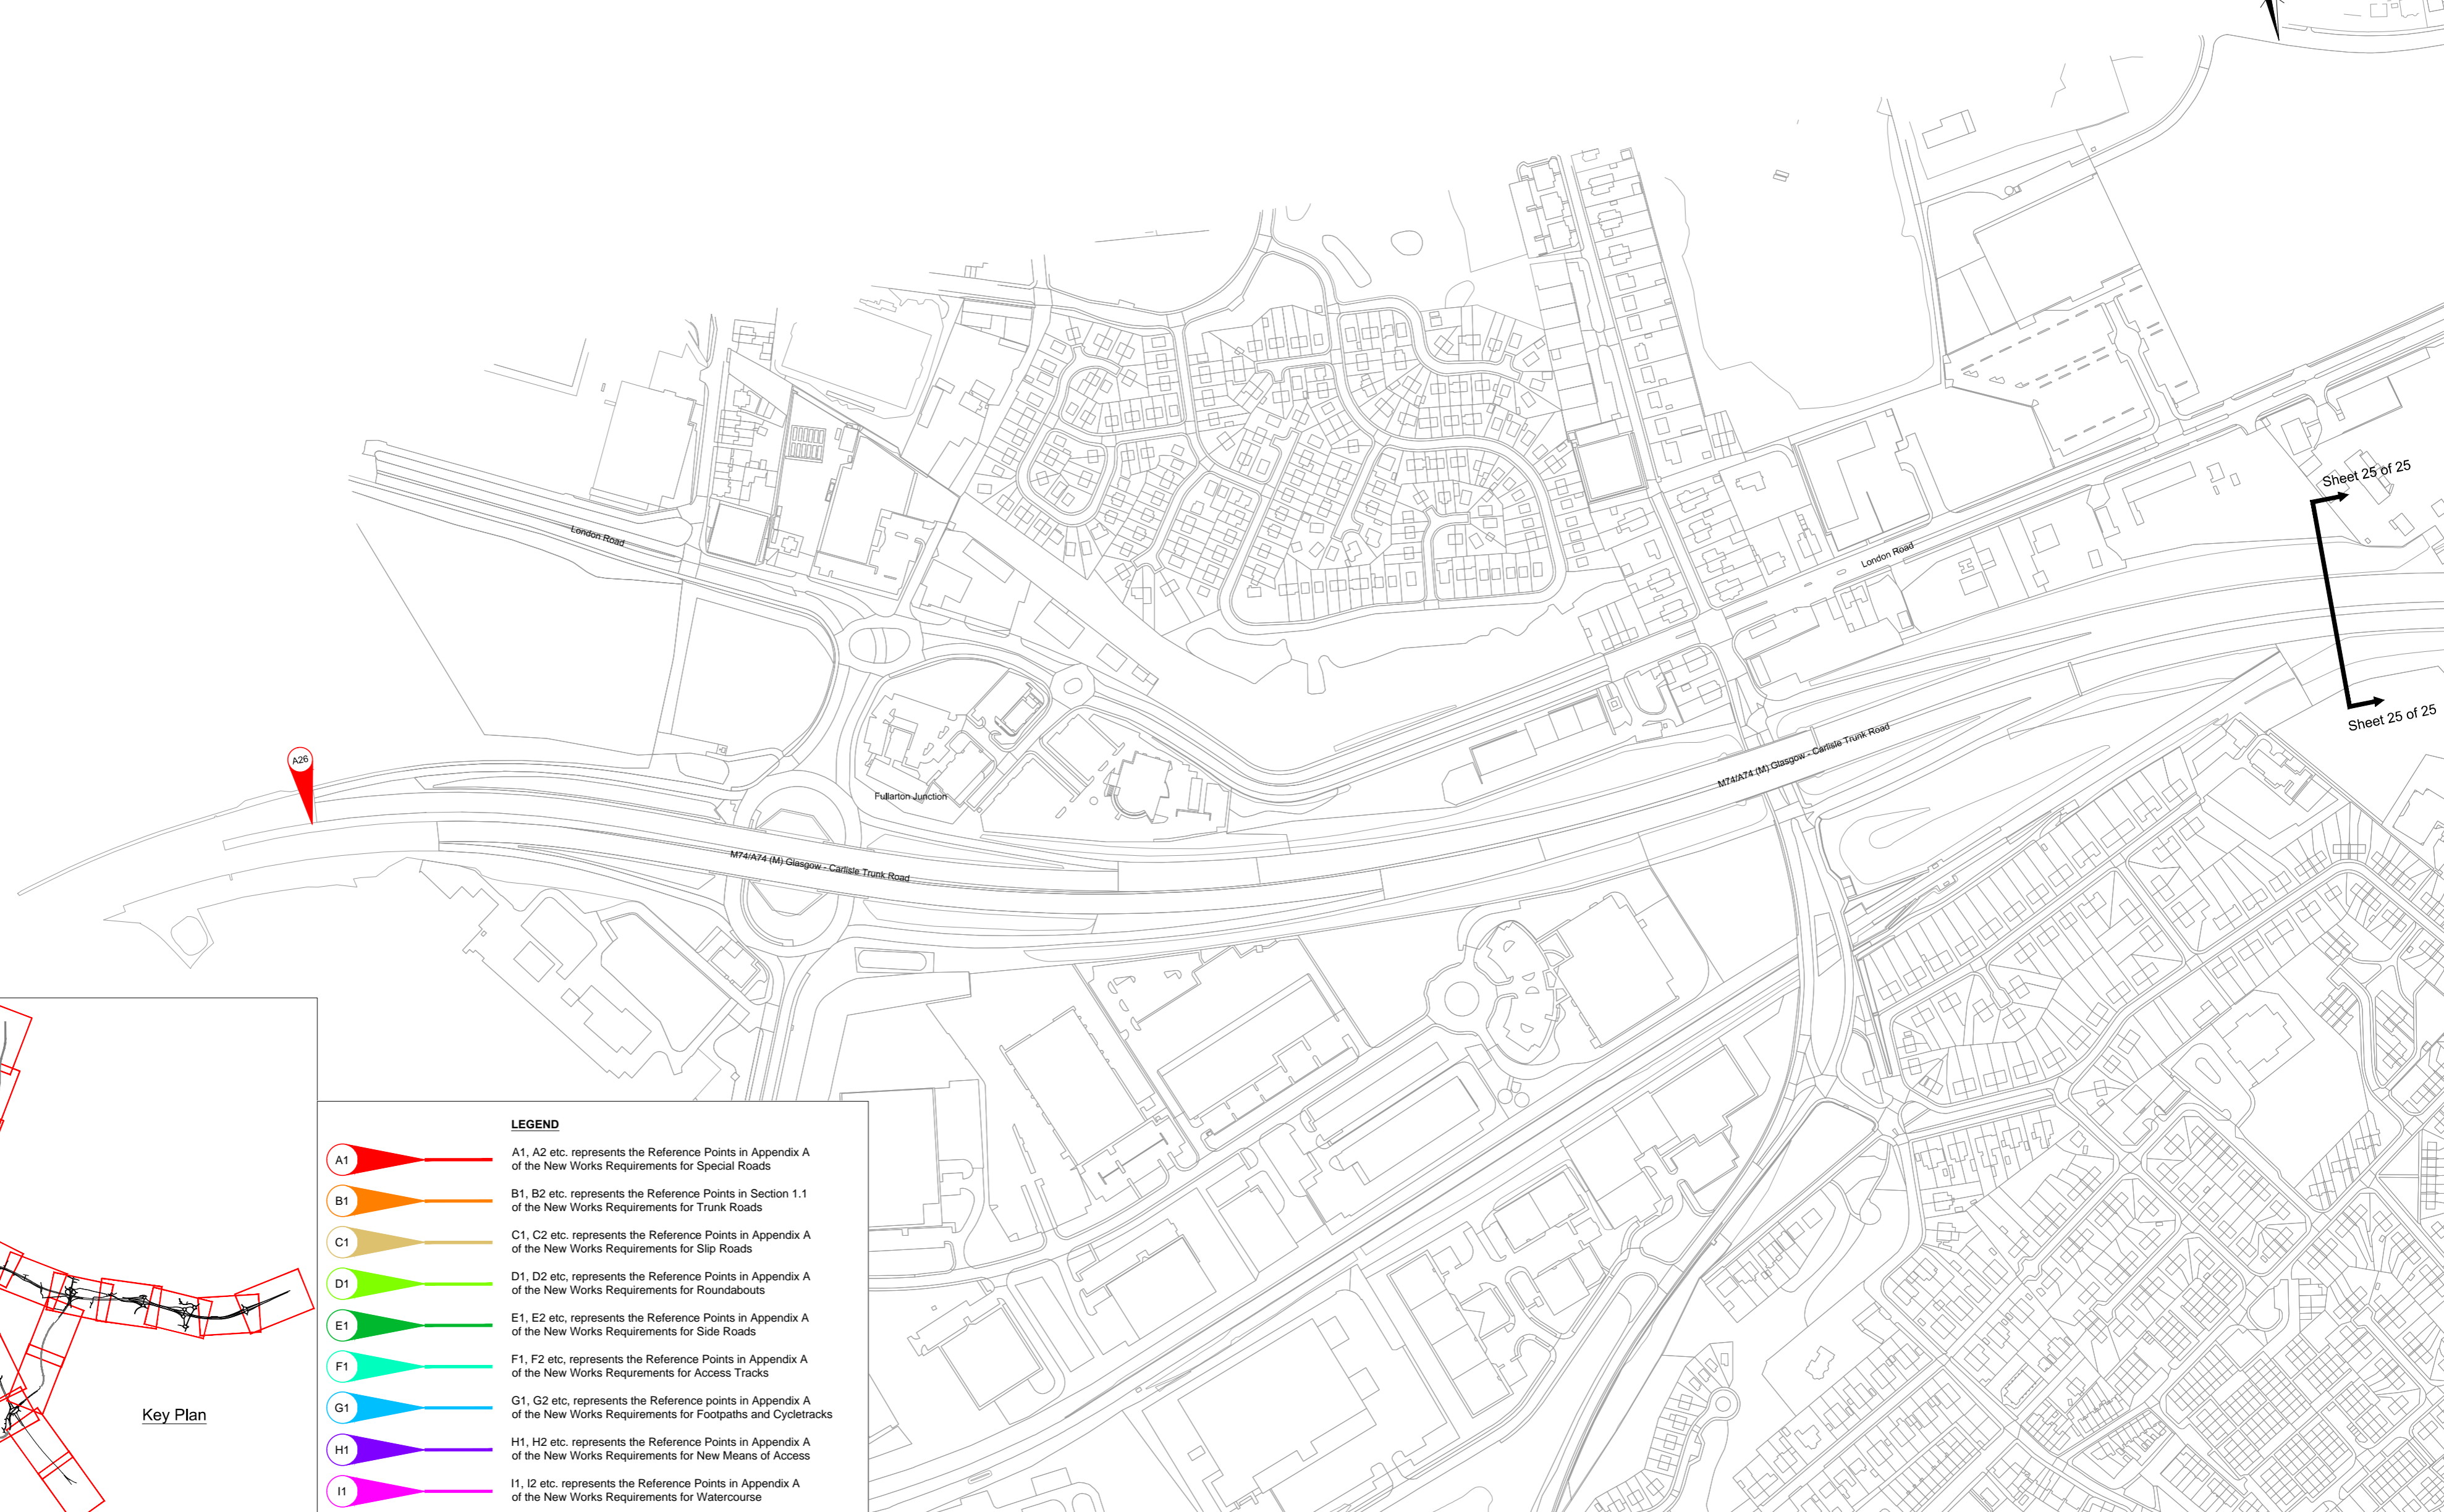 Sheet 25 of 25
London Road
London Road
Sheet 25 of 25
M74/A74 (M) Glasgow - Carlisle Trunk Road
A26
Fullarton Junction
M74/A74 (M) Glasgow - Carlisle Trunk Road
Key Plan
LEGEND
A1
A1, A2 etc. represents the Reference Points in Appendix A
of the New Works Requirements for Special Roads
B1
B1, B2 etc. represents the Reference Points in Section 1.1
of the New Works Requirements for Trunk Roads
C1
C1, C2 etc. represents the Reference Points in Appendix A
of the New Works Requirements for Slip Roads
D1
D1, D2 etc, represents the Reference Points in Appendix A
of the New Works Requirements for Roundabouts
E1
E1, E2 etc, represents the Reference Points in Appendix A
of the New Works Requirements for Side Roads
F1
F1, F2 etc, represents the Reference Points in Appendix A
of the New Works Requrements for Access Tracks
G1
G1, G2 etc, represents the Reference points in Appendix A
of the New Works Requirements for Footpaths and Cycletracks
H1
H1, H2 etc. represents the Reference Points in Appendix A
of the New Works Requirements for New Means of Access
I1
I1, I2 etc. represents the Reference Points in Appendix A
of the New Works Requirements for Watercourse